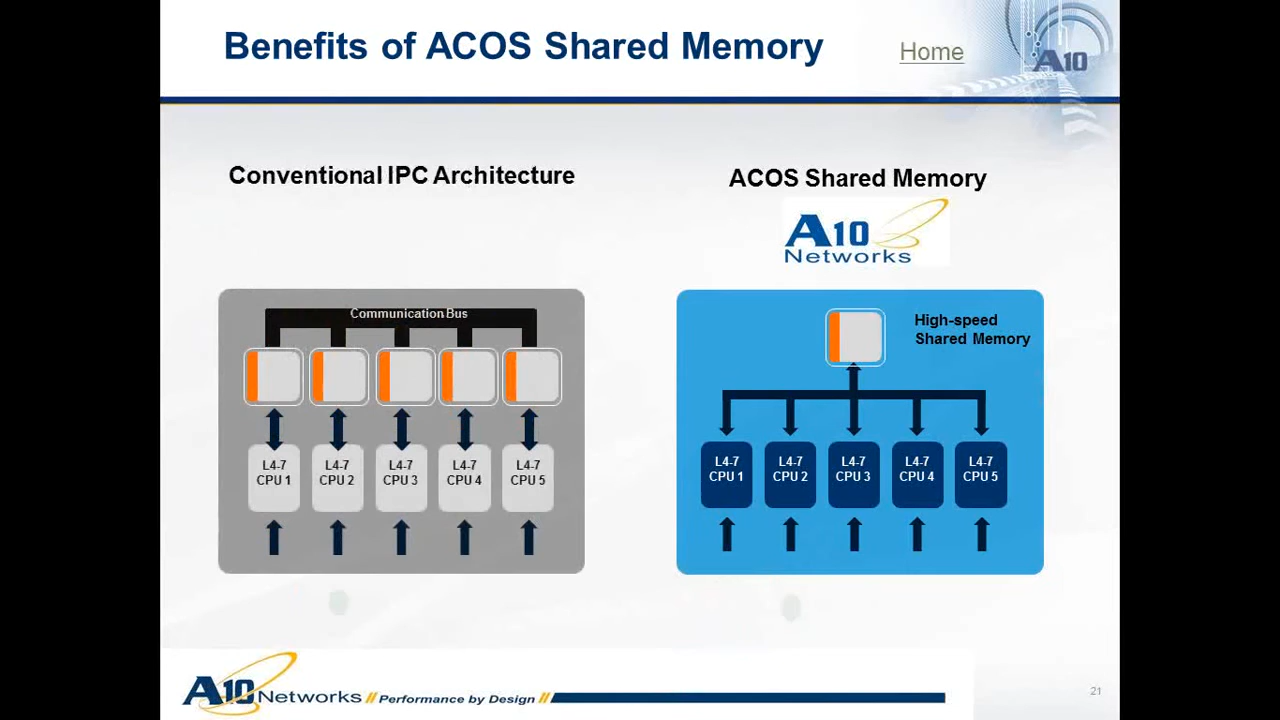 Benefits of ACOS Shared Memory
Home
A10
Conventional IPC Architecture
ACOS Shared Memory
A10
Networks
Communication Bus
L4-7
CPU 1
L4-7
CPU 2
L4-7
CPU 3
L4-7
CPU 4
L4-7
CPU 5
High-speed
Shared Memory
L4-7
CPU 1
L4-7
CPU 2
L4-7
CPU 3
L4-7
CPU 4
L4-7
CPU 5
A10 Networks // Performance by Design //
21